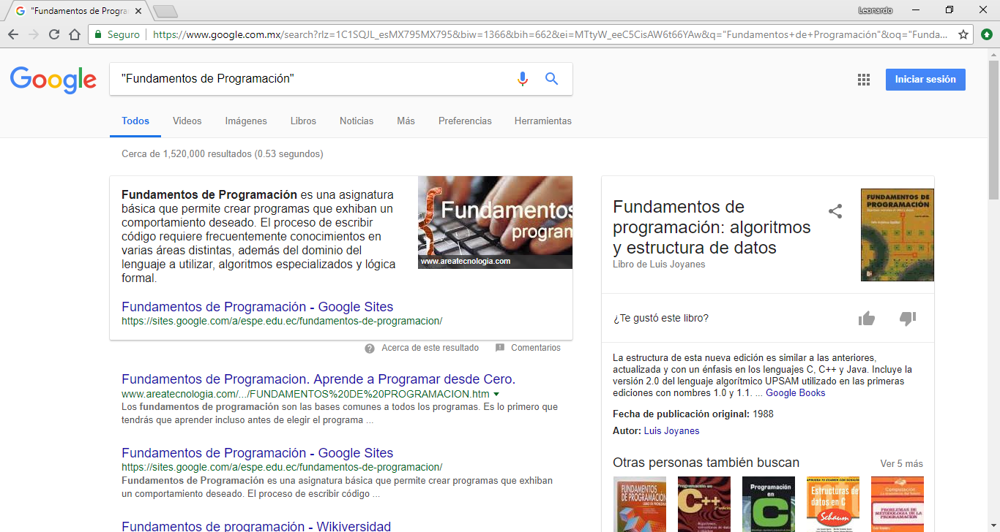 "Fundamentos de Progra
Leonardo
Seguro
https://www.google.com.mx/search?rlz=1C1SQJL_esMX795MX795&biw=1366&bih=662&ei=MTtyW_eeC5CisAW6t66YAw&q="Fundamentos+de+Programación"&oq="Funda...
Google
"Fundamentos de Programación"
Iniciar sesión
Todos Videos Imágenes Libros Noticias Más Preferencias Herramientas
Cerca de 1,520,000 resultados (0.53 segundos)
Fundamentos de Programación es una asignatura
básica que permite crear programas que exhiban un
comportamiento deseado. El proceso de escribir
código requiere frecuentemente conocimientos en
varias áreas distintas, además del dominio del
lenguaje a utilizar, algoritmos especializados y lógica
formal.
Fundamentos
program
www.areatecnologia.com
Fundamentos de Programación - Google Sites
https://sites.google.com/a/espe.edu.ec/fundamentos-de-programacion/
Acerca de este resultado Comentarios
Fundamentos de Programacion. Aprende a Programar desde Cero.
www.areatecnologia.com/.../FUNDAMENTOS%20DE%20PROGRAMACION.htm
Los fundamentos de programación son las bases comunes a todos los programas. Es lo primero que
tendrás que aprender incluso antes de elegir el programa ...
Fundamentos de Programación - Google Sites
https://sites.google.com/a/espe.edu.ec/fundamentos-de-programacion/
Fundamentos de Programación es una asignatura básica que permite crear programas que exhiban
un comportamiento deseado. El proceso de escribir código ...
Fundamentos de programación - Wikiversidad
Fundamentos de
programación: algoritmos
y estructura de datos
Libro de Luis Joyanes
FUNDAMENTOS DE
PROGRAMACIÓN
¿Te gustó este libro?
La estructura de esta nueva edición es similar a las anteriores,
actualizada y con un énfasis en los lenguajes C, C++ y Java. Incluye la
versión 2.0 del lenguaje algorítmico UPSAM utilizado en las primeras
ediciones con nombres 1.0 y 1.1. ... Google Books
Fecha de publicación original: 1988
Autor: Luis Joyanes
Otras personas también buscan
Ver 5 más
FUNDAMENTOS
DE PROGRAMACIÓN
Programación en
C++
Programación
en
C
Estructuras de
datos en C
Schaum
PROBLEMAS DE
METODOLOGIA DE LA
PROGRAMACION